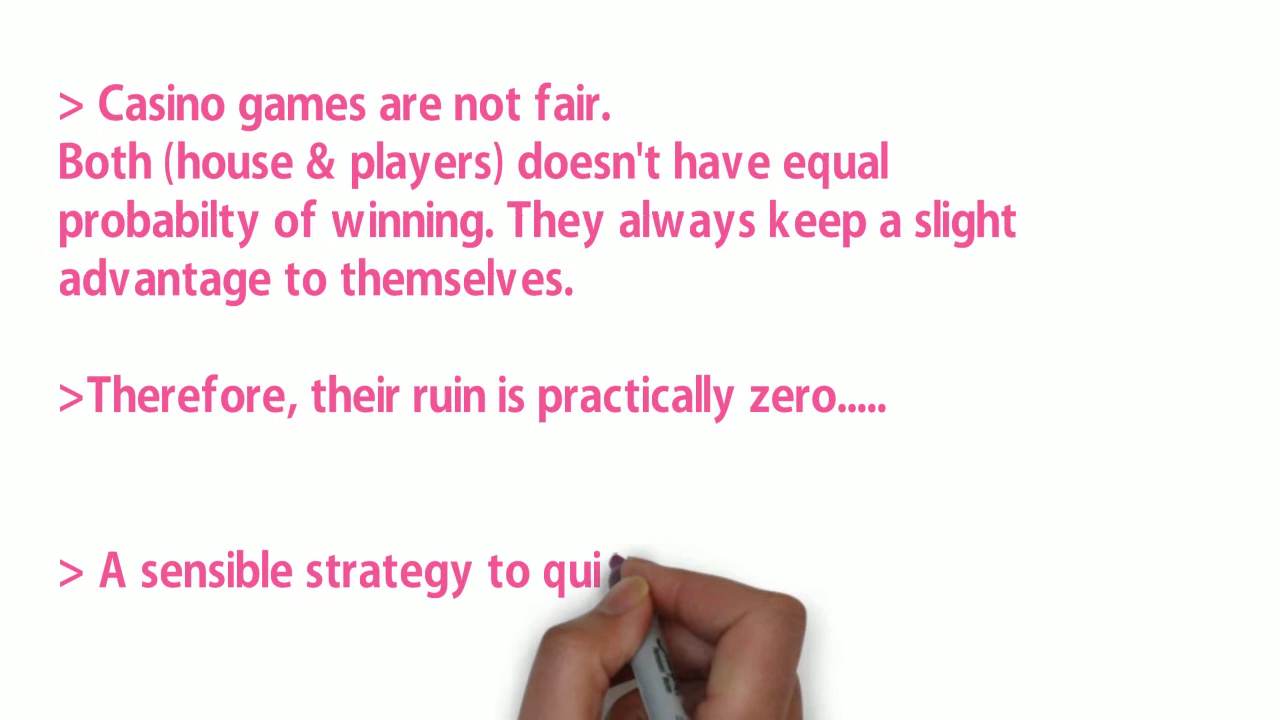 > Casino games are not fair.
Both (house & players) doesn't have equal
probabilty of winning. They always keep a slight
advantage to themselves.
>Therefore, their ruin is practically zero.....
> A sensible strategy to qui